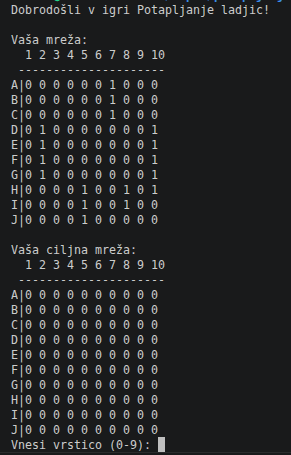 Dobrodošli v igri Potapljanje ladjic!
Vaša mreža:
  1 2 3 4 5 6 7 8 9 10
 ---------------------
A|0 0 0 0 0 0 1 0 0 0
B|0 0 0 0 0 0 1 0 0 0
C|0 0 0 0 0 0 1 0 0 0
D|0 1 0 0 0 0 0 0 0 1
E|0 1 0 0 0 0 0 0 0 1
F|0 1 0 0 0 0 0 0 0 1
G|0 1 0 0 0 0 0 0 0 1
H|0 0 0 0 1 0 0 1 0 1
I|0 0 0 0 1 0 0 1 0 0
J|0 0 0 0 1 0 0 0 0 0
Vaša ciljna mreža:
  1 2 3 4 5 6 7 8 9 10
 ---------------------
A|0 0 0 0 0 0 0 0 0 0
B|0 0 0 0 0 0 0 0 0 0
C|0 0 0 0 0 0 0 0 0 0
D|0 0 0 0 0 0 0 0 0 0
E|0 0 0 0 0 0 0 0 0 0
F|0 0 0 0 0 0 0 0 0 0
G|0 0 0 0 0 0 0 0 0 0
H|0 0 0 0 0 0 0 0 0 0
I|0 0 0 0 0 0 0 0 0 0
J|0 0 0 0 0 0 0 0 0 0
Vnesi vrstico (0-9):